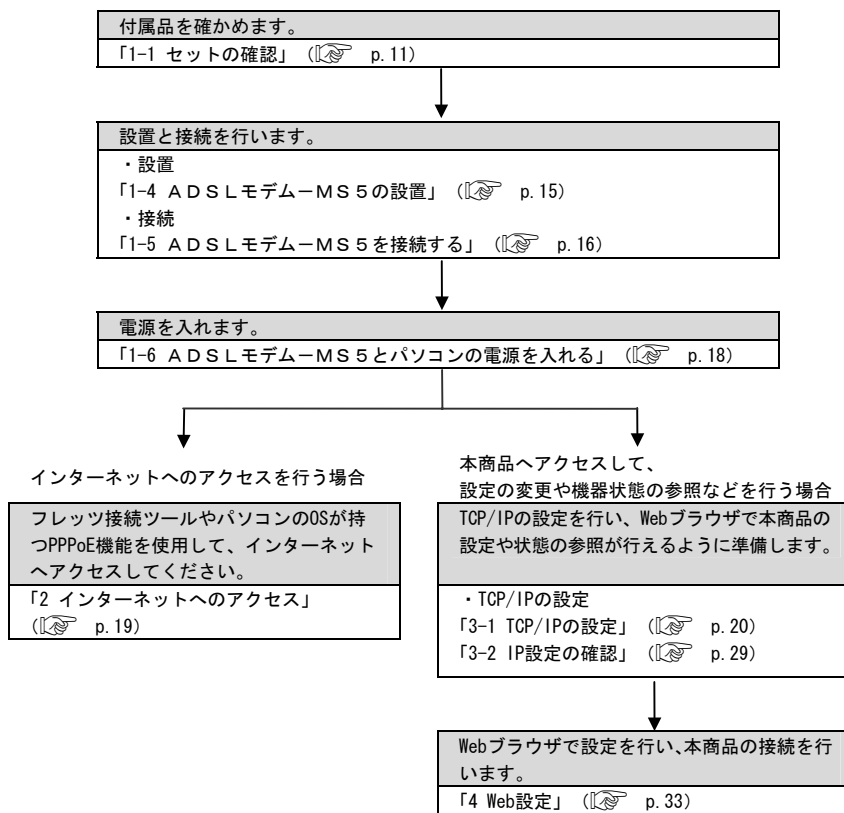 付属品を確かめます。
「1-1 セットの確認」 (☞ p.11)
設置と接続を行います。
・設置
「1-4 ＡＤＳＬモデム－ＭＳ５の設置」 (☞ p.15)
・接続
「1-5 ＡＤＳＬモデム－ＭＳ５を接続する」 (☞ p.16)
電源を入れます。
「1-6 ＡＤＳＬモデム－ＭＳ５とパソコンの電源を入れる」 (☞ p.18)
インターネットへのアクセスを行う場合
フレッツ接続ツールやパソコンのOSが持
つPPPoE機能を使用して、インターネット
へアクセスしてください。
「2 インターネットへのアクセス」
(☞ p.19)
本商品へアクセスして、
設定の変更や機器状態の参照などを行う場合
TCP/IPの設定を行い、Webブラウザで本商品の
設定や状態の参照が行えるように準備します。
・TCP/IPの設定
「3-1 TCP/IPの設定」 (☞ p.20)
「3-2 IP設定の確認」 (☞ p.29)
Webブラウザで設定を行い、本商品の接続を行
います。
「4 Web設定」 (☞ p.33)